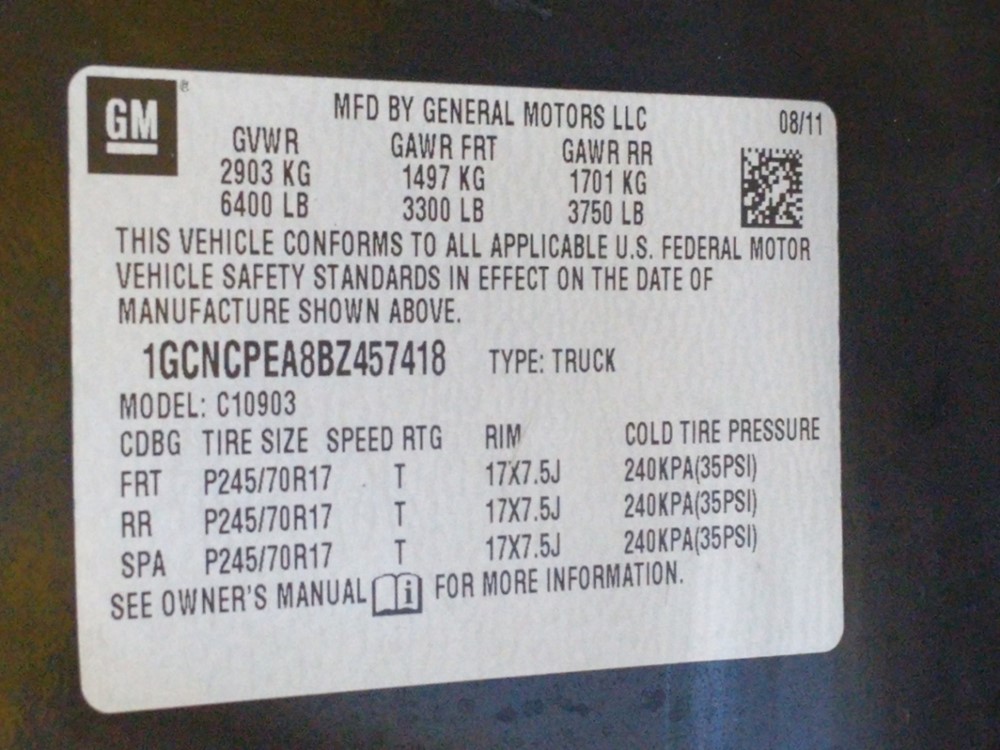 GM®
MFD BY GENERAL MOTORS LLC 08/11
GVWR GAWR FRT GAWR RR
2903 KG 1497 KG 1701 KG
6400 LB 3300 LB 3750 LB
THIS VEHICLE CONFORMS TO ALL APPLICABLE U.S. FEDERAL MOTOR
VEHICLE SAFETY STANDARDS IN EFFECT ON THE DATE OF
MANUFACTURE SHOWN ABOVE.
1GCNCPEA8BZ457418 TYPE: TRUCK
MODEL: C10903
CDBG TIRE SIZE SPEED RTG RIM COLD TIRE PRESSURE
FRT P245/70R17 T 17X7.5J 240KPA(35PSI)
RR P245/70R17 T 17X7.5J 240KPA(35PSI)
SPA P245/70R17 T 17X7.5J 240KPA(35PSI)
SEE OWNER'S MANUAL i FOR MORE INFORMATION.